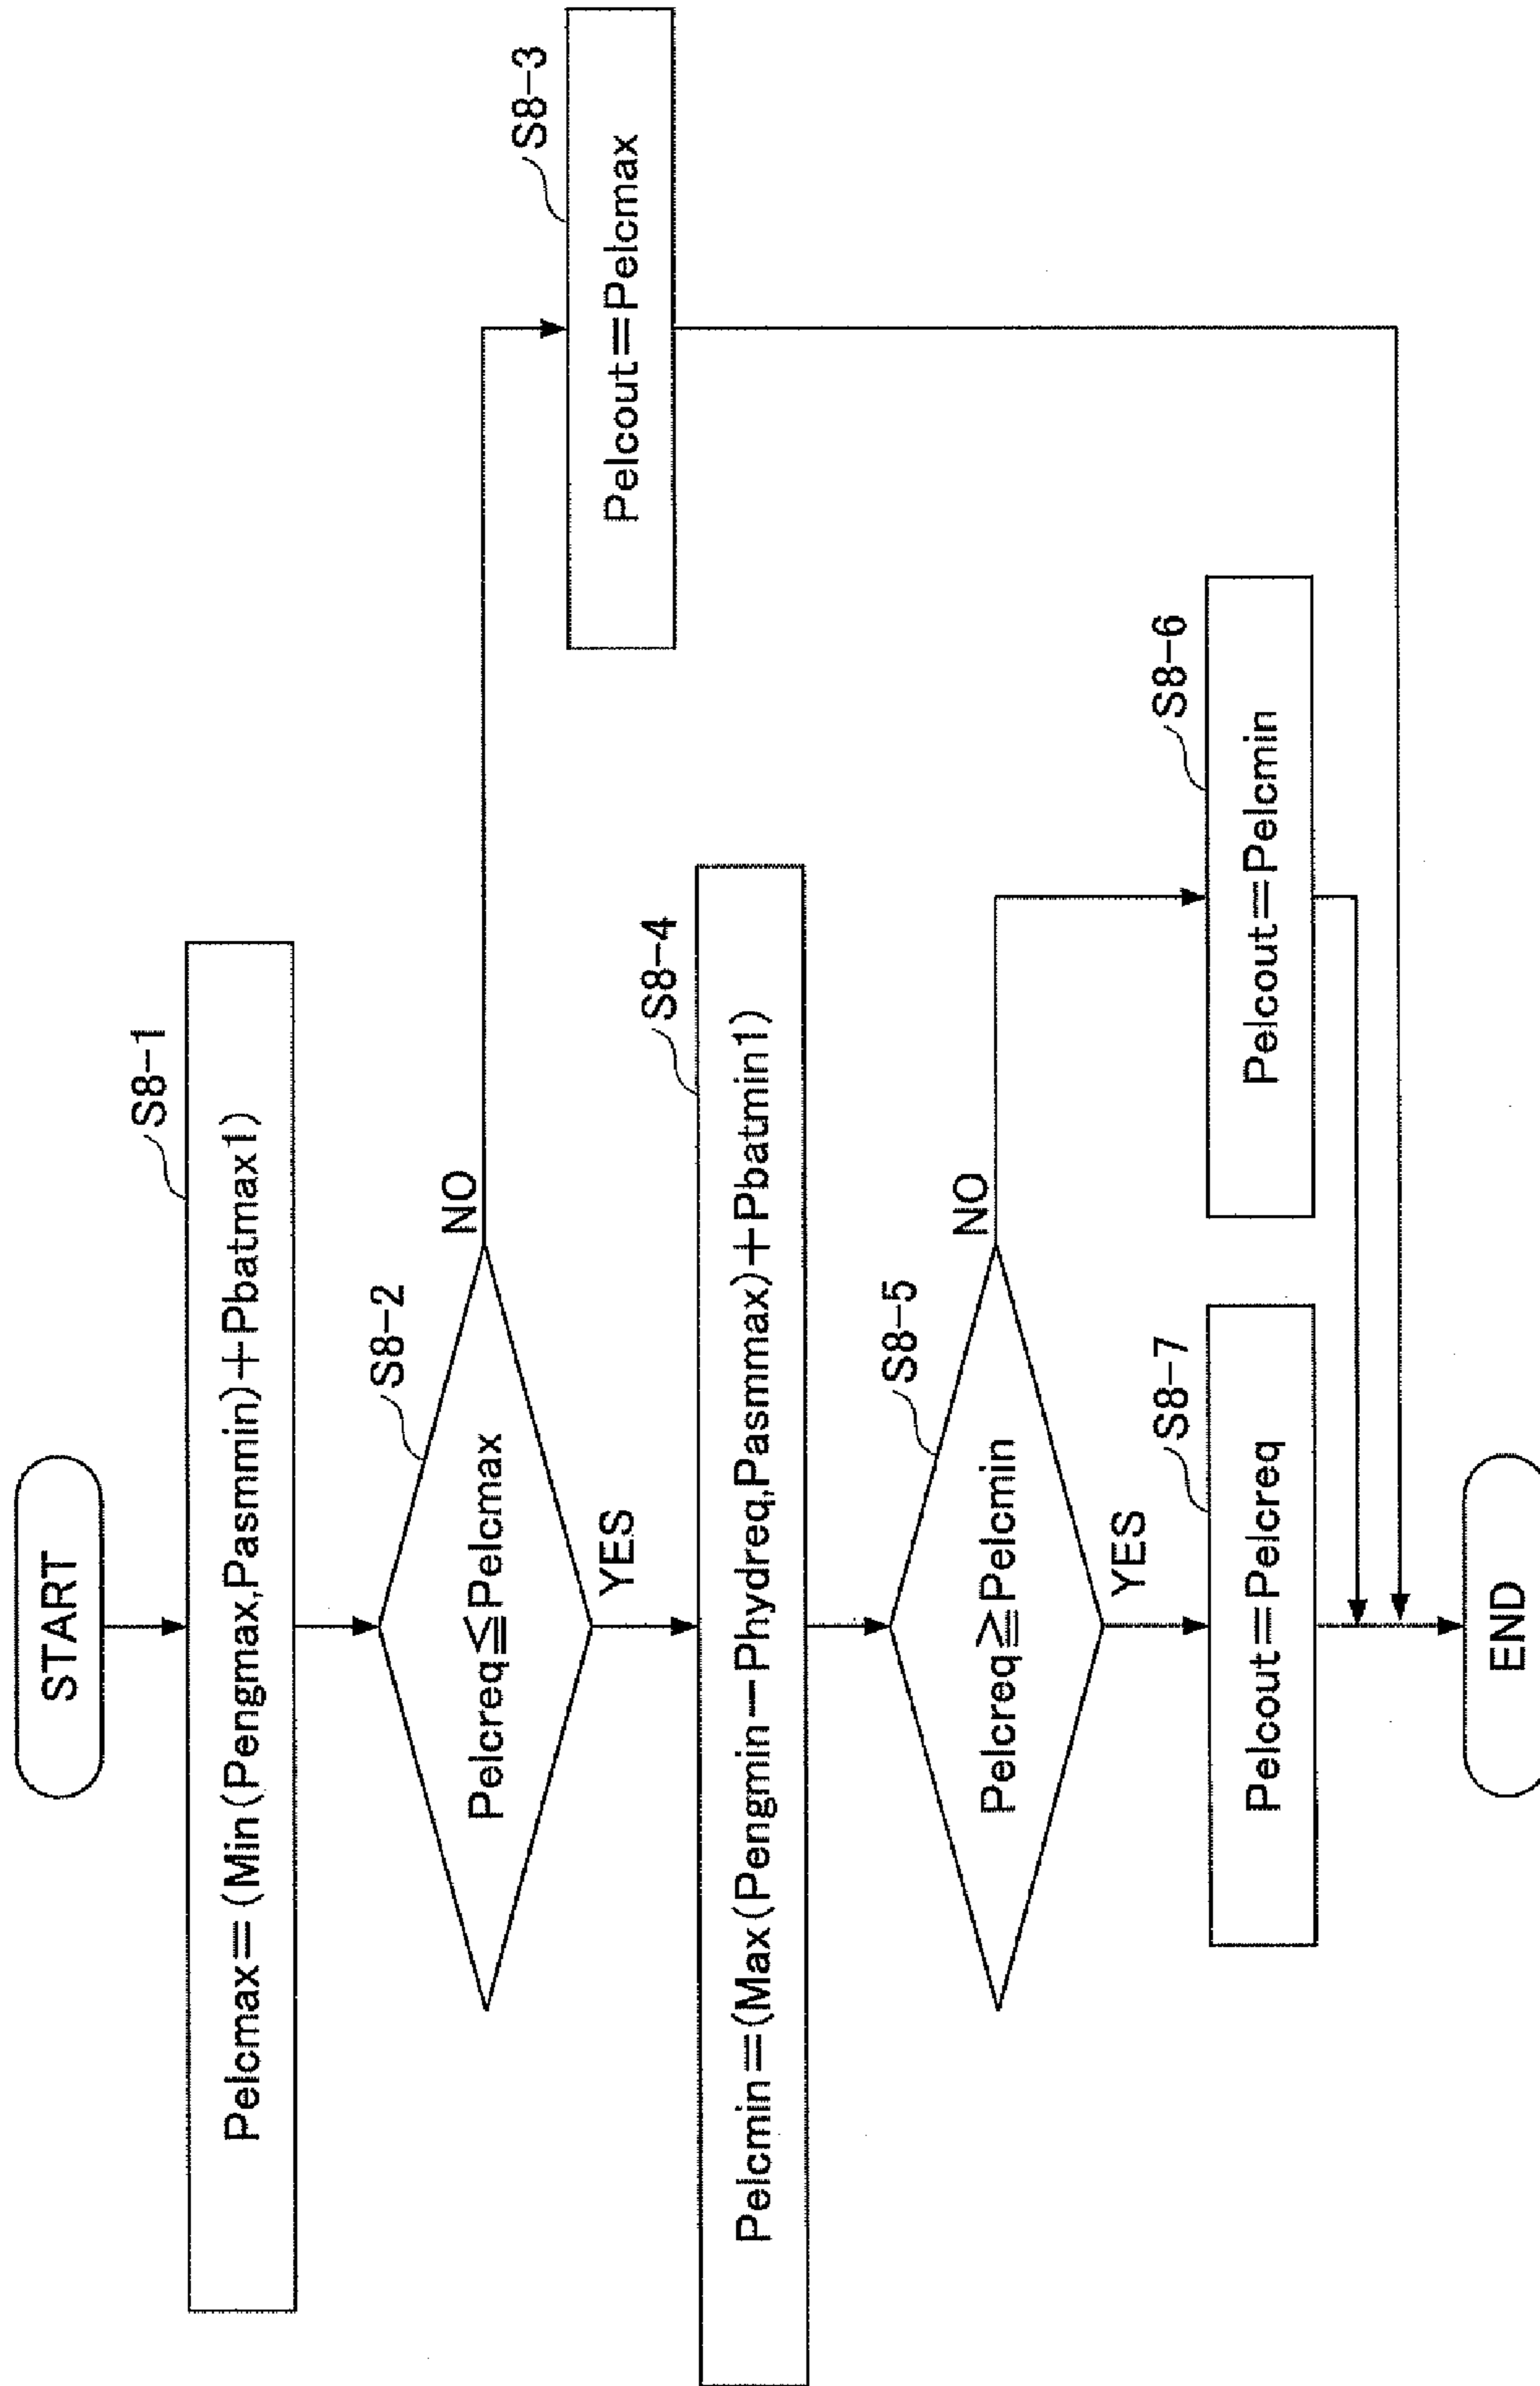 START
S8-1
Pelcmax=(Min(Pengmax,Pasmmin)+Pbatmax1)
S8-2
Pelcreq≦Pelcmax
NO
YES
S8-3
Pelcout=Pelcmax
S8-4
Pelcmin=(Max(Pengmin-Phydreq,Pasmmax)+Pbatmin1)
S8-5
Pelcreq≧Pelcmin
NO
YES
S8-6
Pelcout=Pelcmin
S8-7
Pelcout=Pelcreq
END